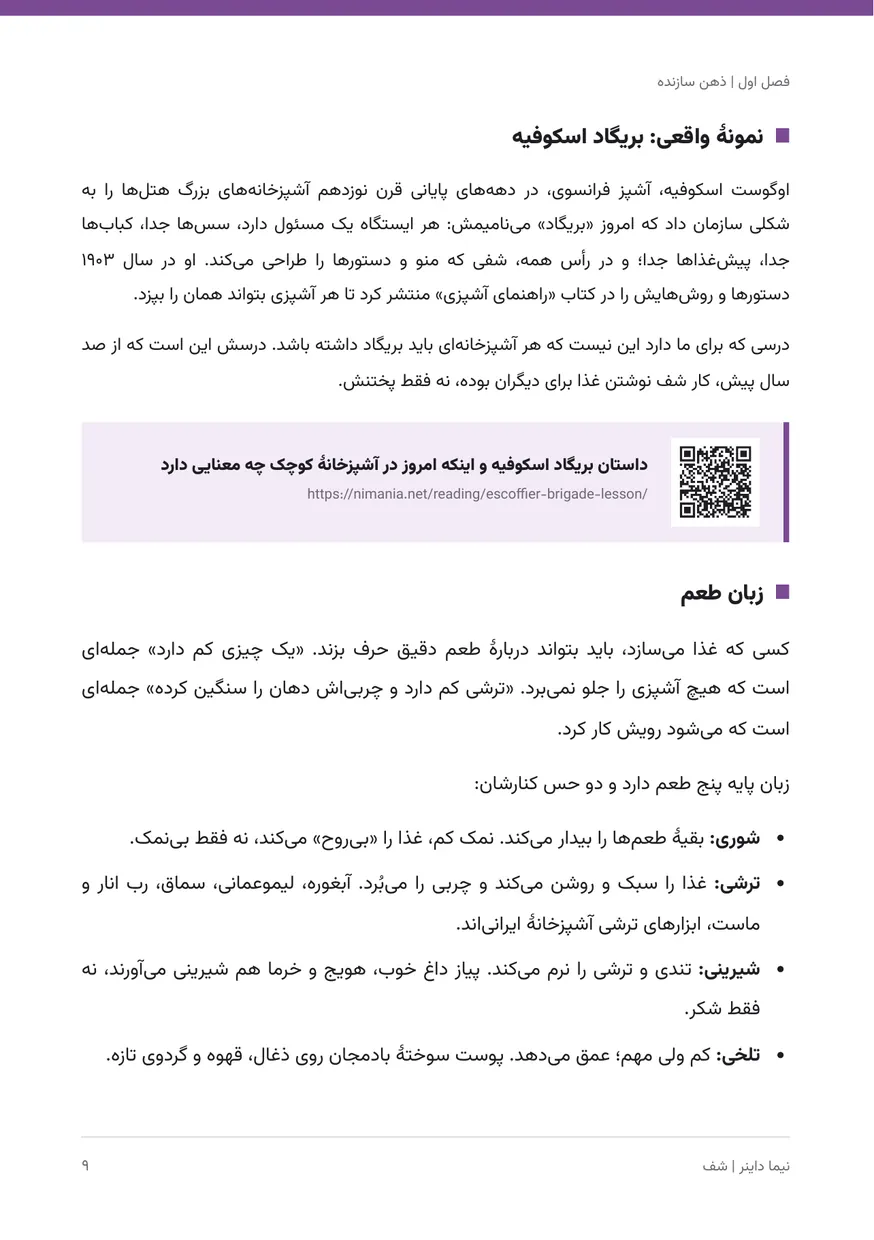 فصل اول | ذهن سازنده
نمونهٔ واقعی: بریگاد اسکوفیه
اوگوست اسکوفیه، آشپز فرانسوی، در دهه‌های پایانی قرن نوزدهم آشپزخانه‌های بزرگ هتل‌ها را به
شکلی سازمان داد که امروز «بریگاد» می‌نامیمش: هر ایستگاه یک مسئول دارد، سس‌ها جدا، کباب‌ها
جدا، پیش‌غذاها جدا؛ و در رأس همه، شفی که منو و دستورها را طراحی می‌کند. او در سال ۱۹۰۳
دستورها و روش‌هایش را در کتاب «راهنمای آشپزی» منتشر کرد تا هر آشپزی بتواند همان را بپزد.
درسی که برای ما دارد این نیست که هر آشپزخانه‌ای باید بریگاد داشته باشد. درسش این است که از صد
سال پیش، کار شف نوشتن غذا برای دیگران بوده، نه فقط پختنش.
داستان بریگاد اسکوفیه و اینکه امروز در آشپزخانهٔ کوچک چه معنایی دارد
https://nimania.net/reading/escoffier-brigade-lesson/
زبان طعم
کسی که غذا می‌سازد، باید بتواند دربارهٔ طعم دقیق حرف بزند. «یک چیزی کم دارد» جمله‌ای
است که هیچ آشپزی را جلو نمی‌برد. «ترشی کم دارد و چربی‌اش دهان را سنگین کرده» جمله‌ای
است که می‌شود رویش کار کرد.
زبان پایه پنج طعم دارد و دو حس کنارشان:
• شوری: بقیهٔ طعم‌ها را بیدار می‌کند. نمک کم، غذا را «بی‌روح» می‌کند، نه فقط بی‌نمک.
• ترشی: غذا را سبک و روشن می‌کند و چربی را می‌بُرد. آبغوره، لیموعمانی، سماق، رب انار و
ماست، ابزارهای ترشی آشپزخانهٔ ایرانی‌اند.
• شیرینی: تندی و ترشی را نرم می‌کند. پیاز داغ خوب، هویج و خرما هم شیرینی می‌آورند، نه
فقط شکر.
• تلخی: کم ولی مهم؛ عمق می‌دهد. پوست سوختهٔ بادمجان روی ذغال، قهوه و گردوی تازه.
نیما داینر | شف
۹